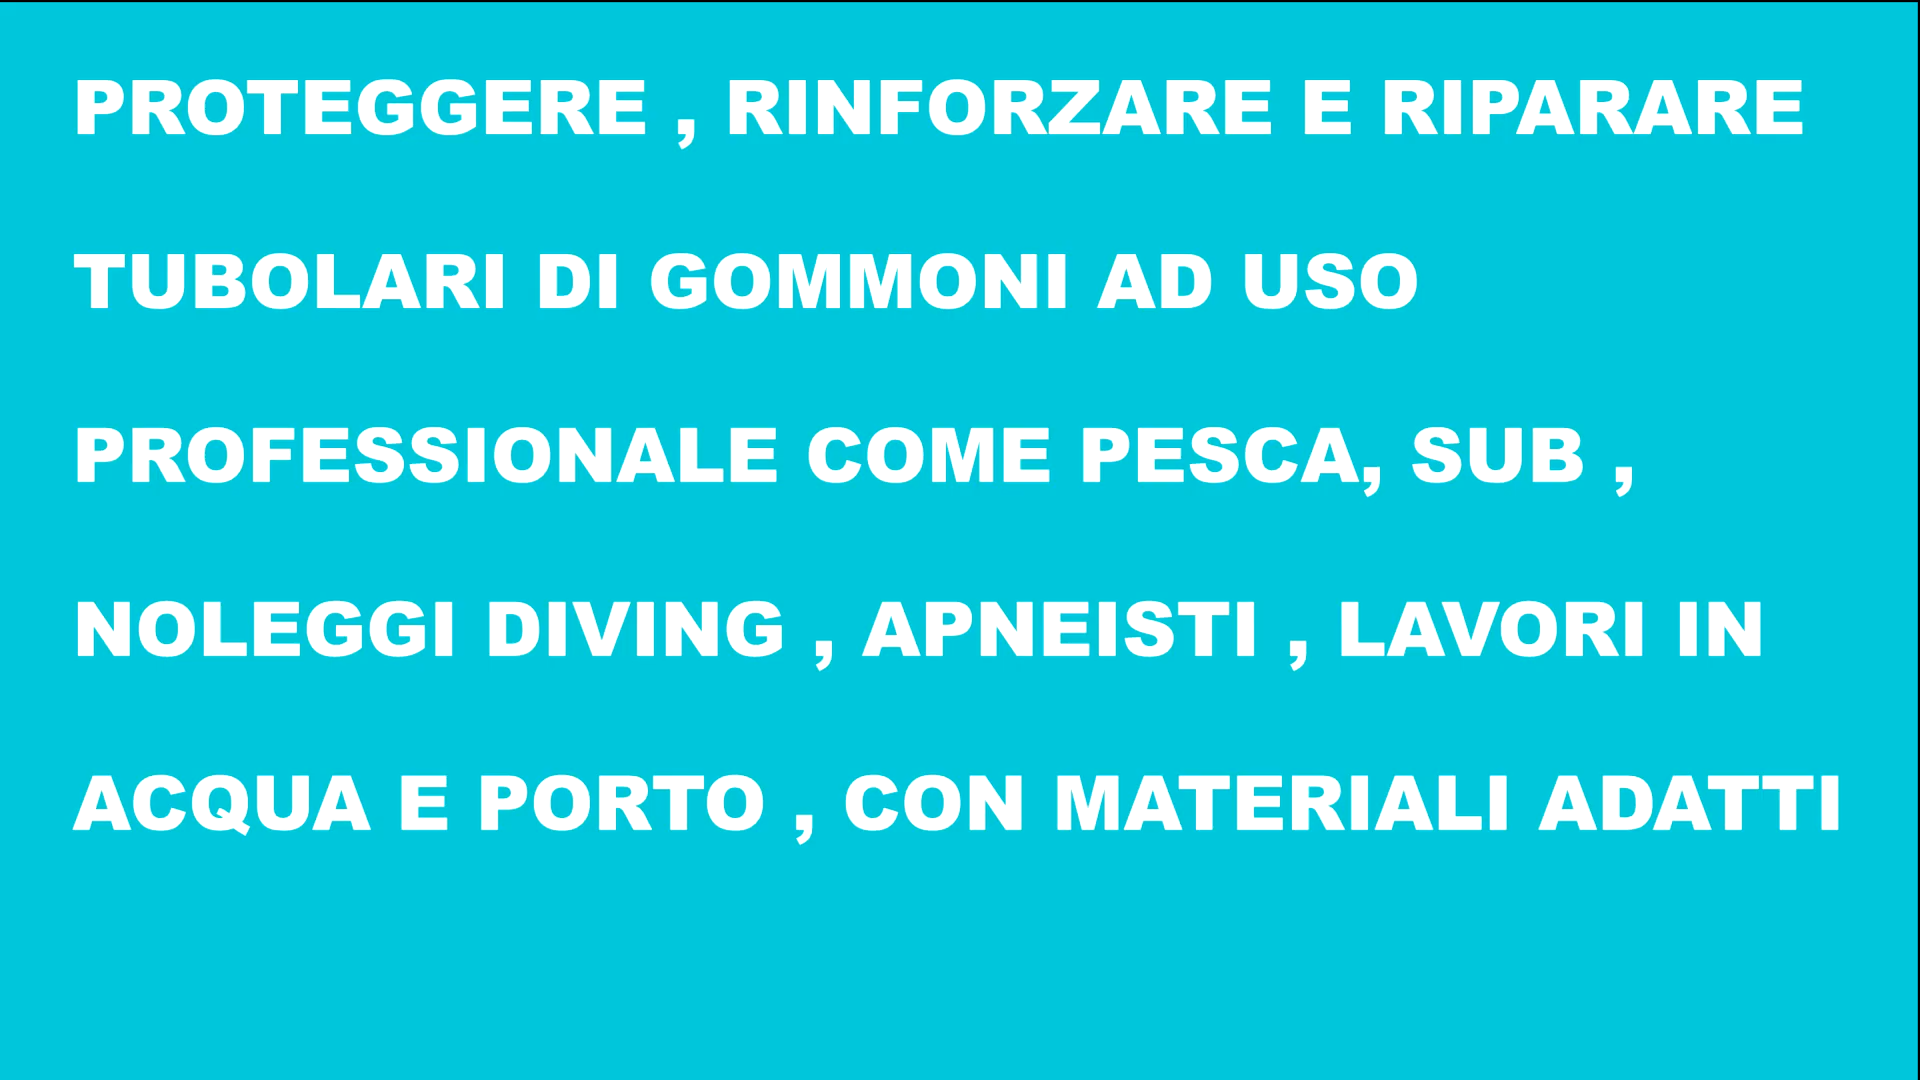 PROTEGGERE , RINFORZARE E RIPARARE
TUBOLARI DI GOMMONI AD USO
PROFESSIONALE COME PESCA, SUB ,
NOLEGGI DIVING , APNEISTI , LAVORI IN
ACQUA E PORTO , CON MATERIALI ADATTI